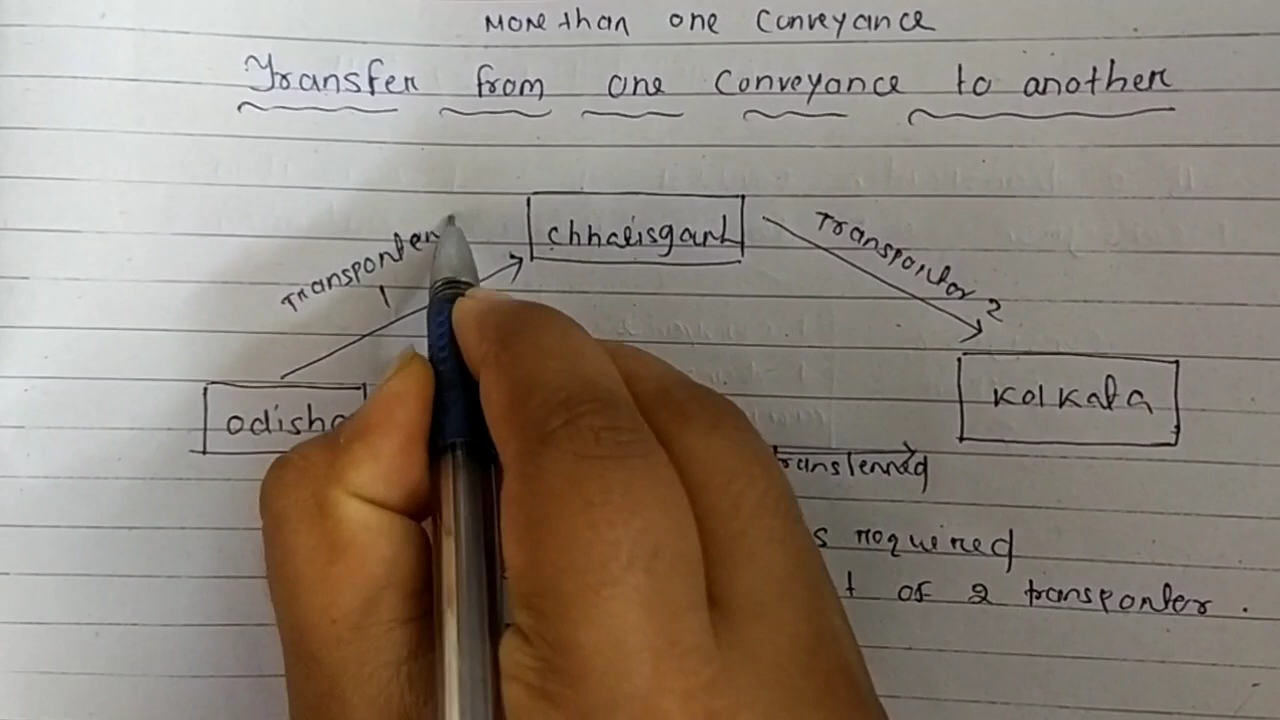 More than one Conveyance
Transfer from one Conveyance to another
chhatisgarh
Transporter
1
Transportor 2
odisha
Kolkata
transferred
s required
t of 2 transporter.